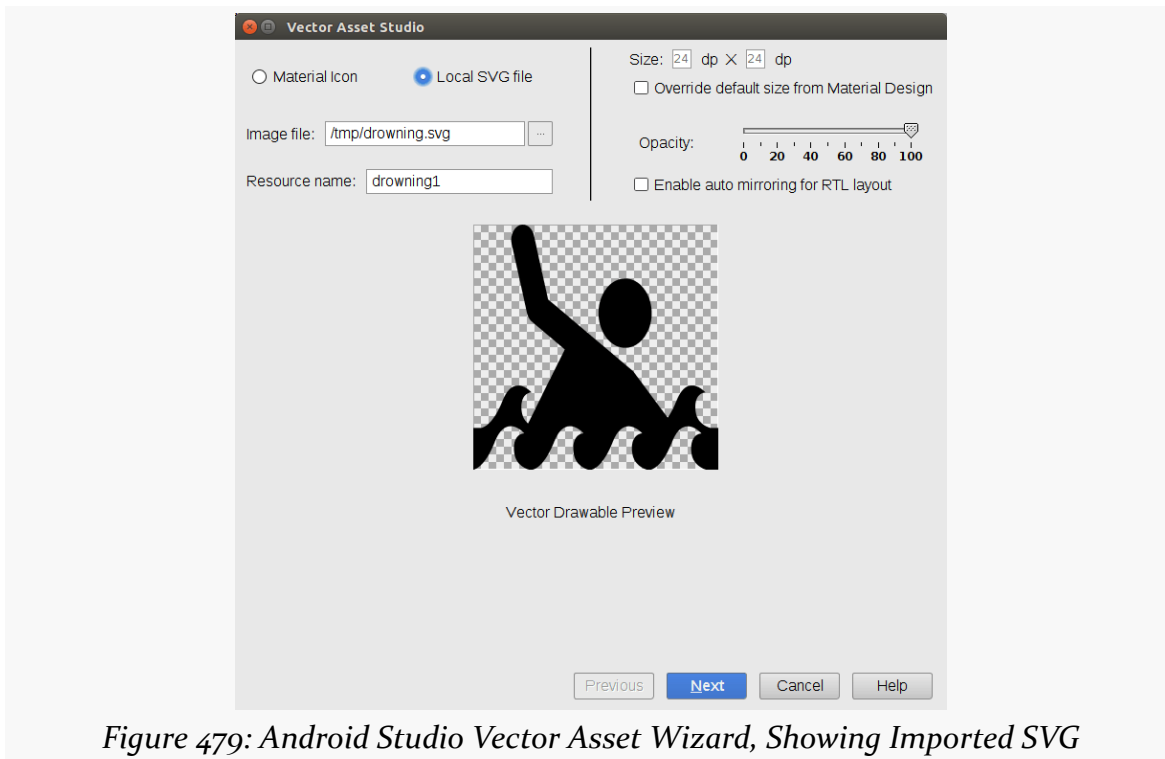 Vector Asset Studio
Material Icon
Local SVG file
Image file: /tmp/drowning.svg ...
Resource name: drowning1
Size: 24 dp X 24 dp
Override default size from Material Design
Opacity:
0 20 40 60 80 100
Enable auto mirroring for RTL layout
Vector Drawable Preview
Previous Next Cancel Help
Figure 479: Android Studio Vector Asset Wizard, Showing Imported SVG